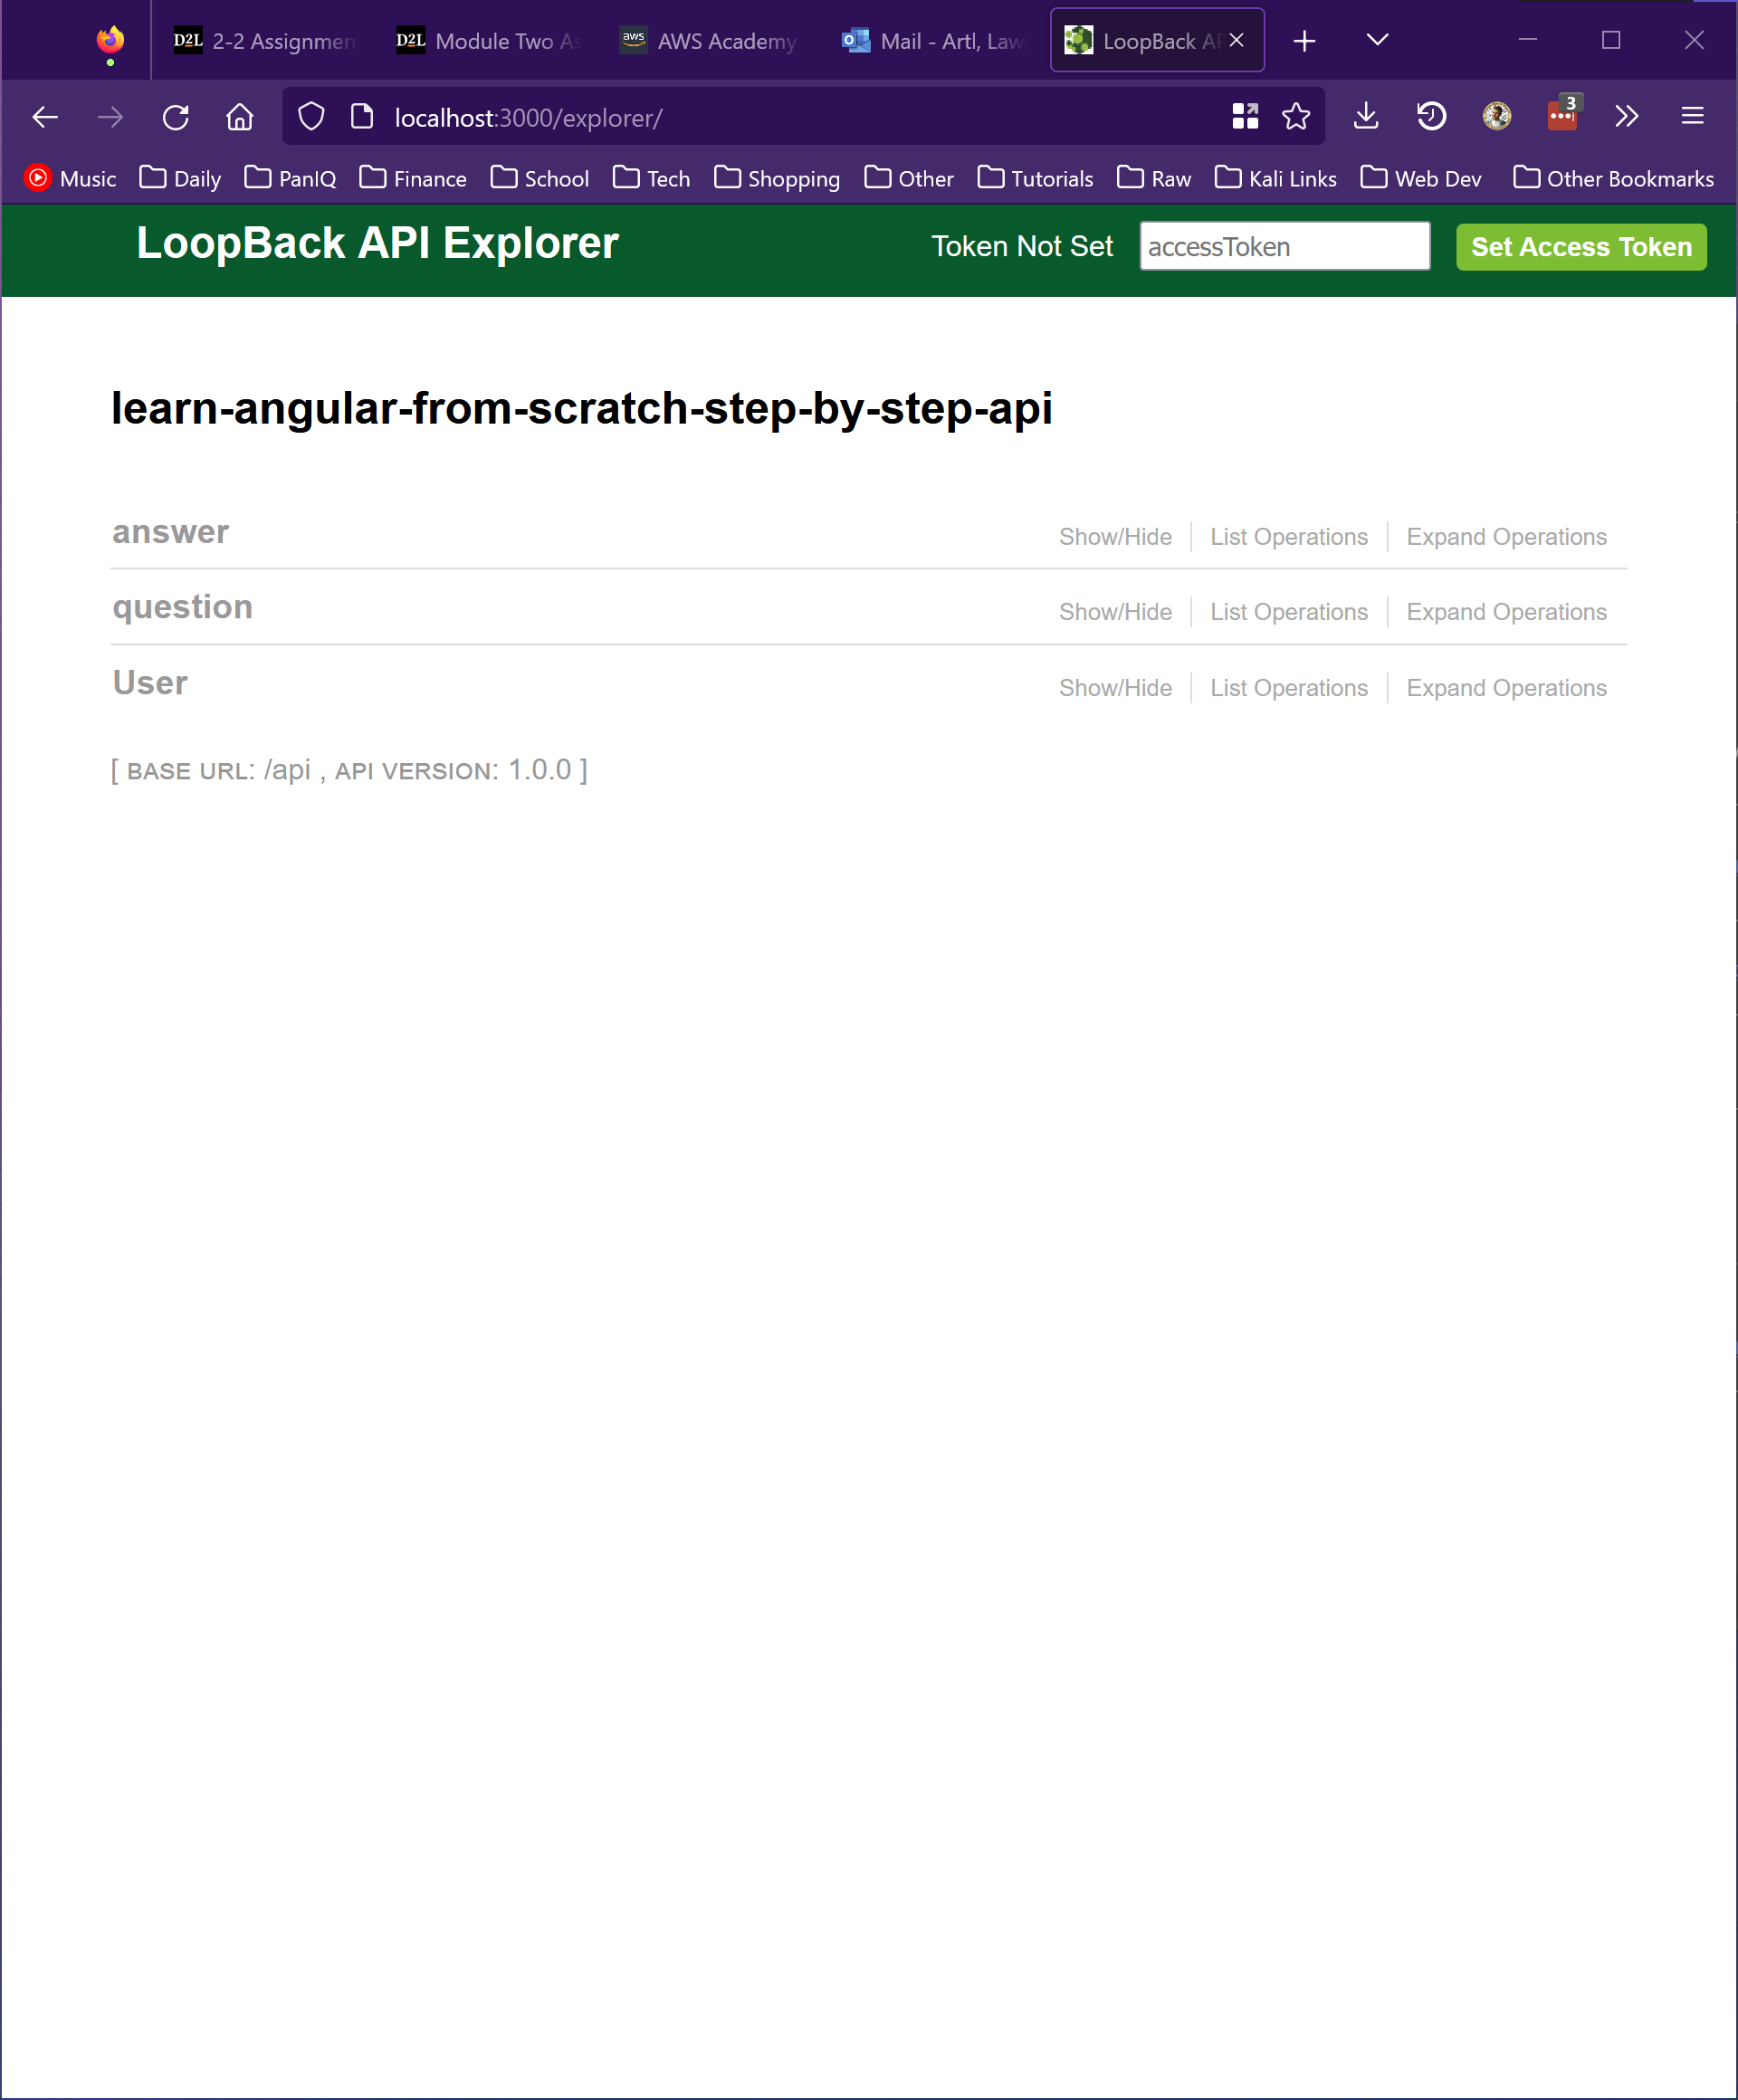 D2L 2-2 Assignmen D2L Module Two As aws AWS Academy Mail - Artl, Law LoopBack AP
localhost:3000/explorer/ 3
Music Daily PanIQ Finance School Tech Shopping Other Tutorials Raw Kali Links Web Dev Other Bookmarks
LoopBack API Explorer Token Not Set accessToken Set Access Token
learn-angular-from-scratch-step-by-step-api
answer Show/Hide List Operations Expand Operations
question Show/Hide List Operations Expand Operations
User Show/Hide List Operations Expand Operations
[ BASE URL: /api , API VERSION: 1.0.0 ]